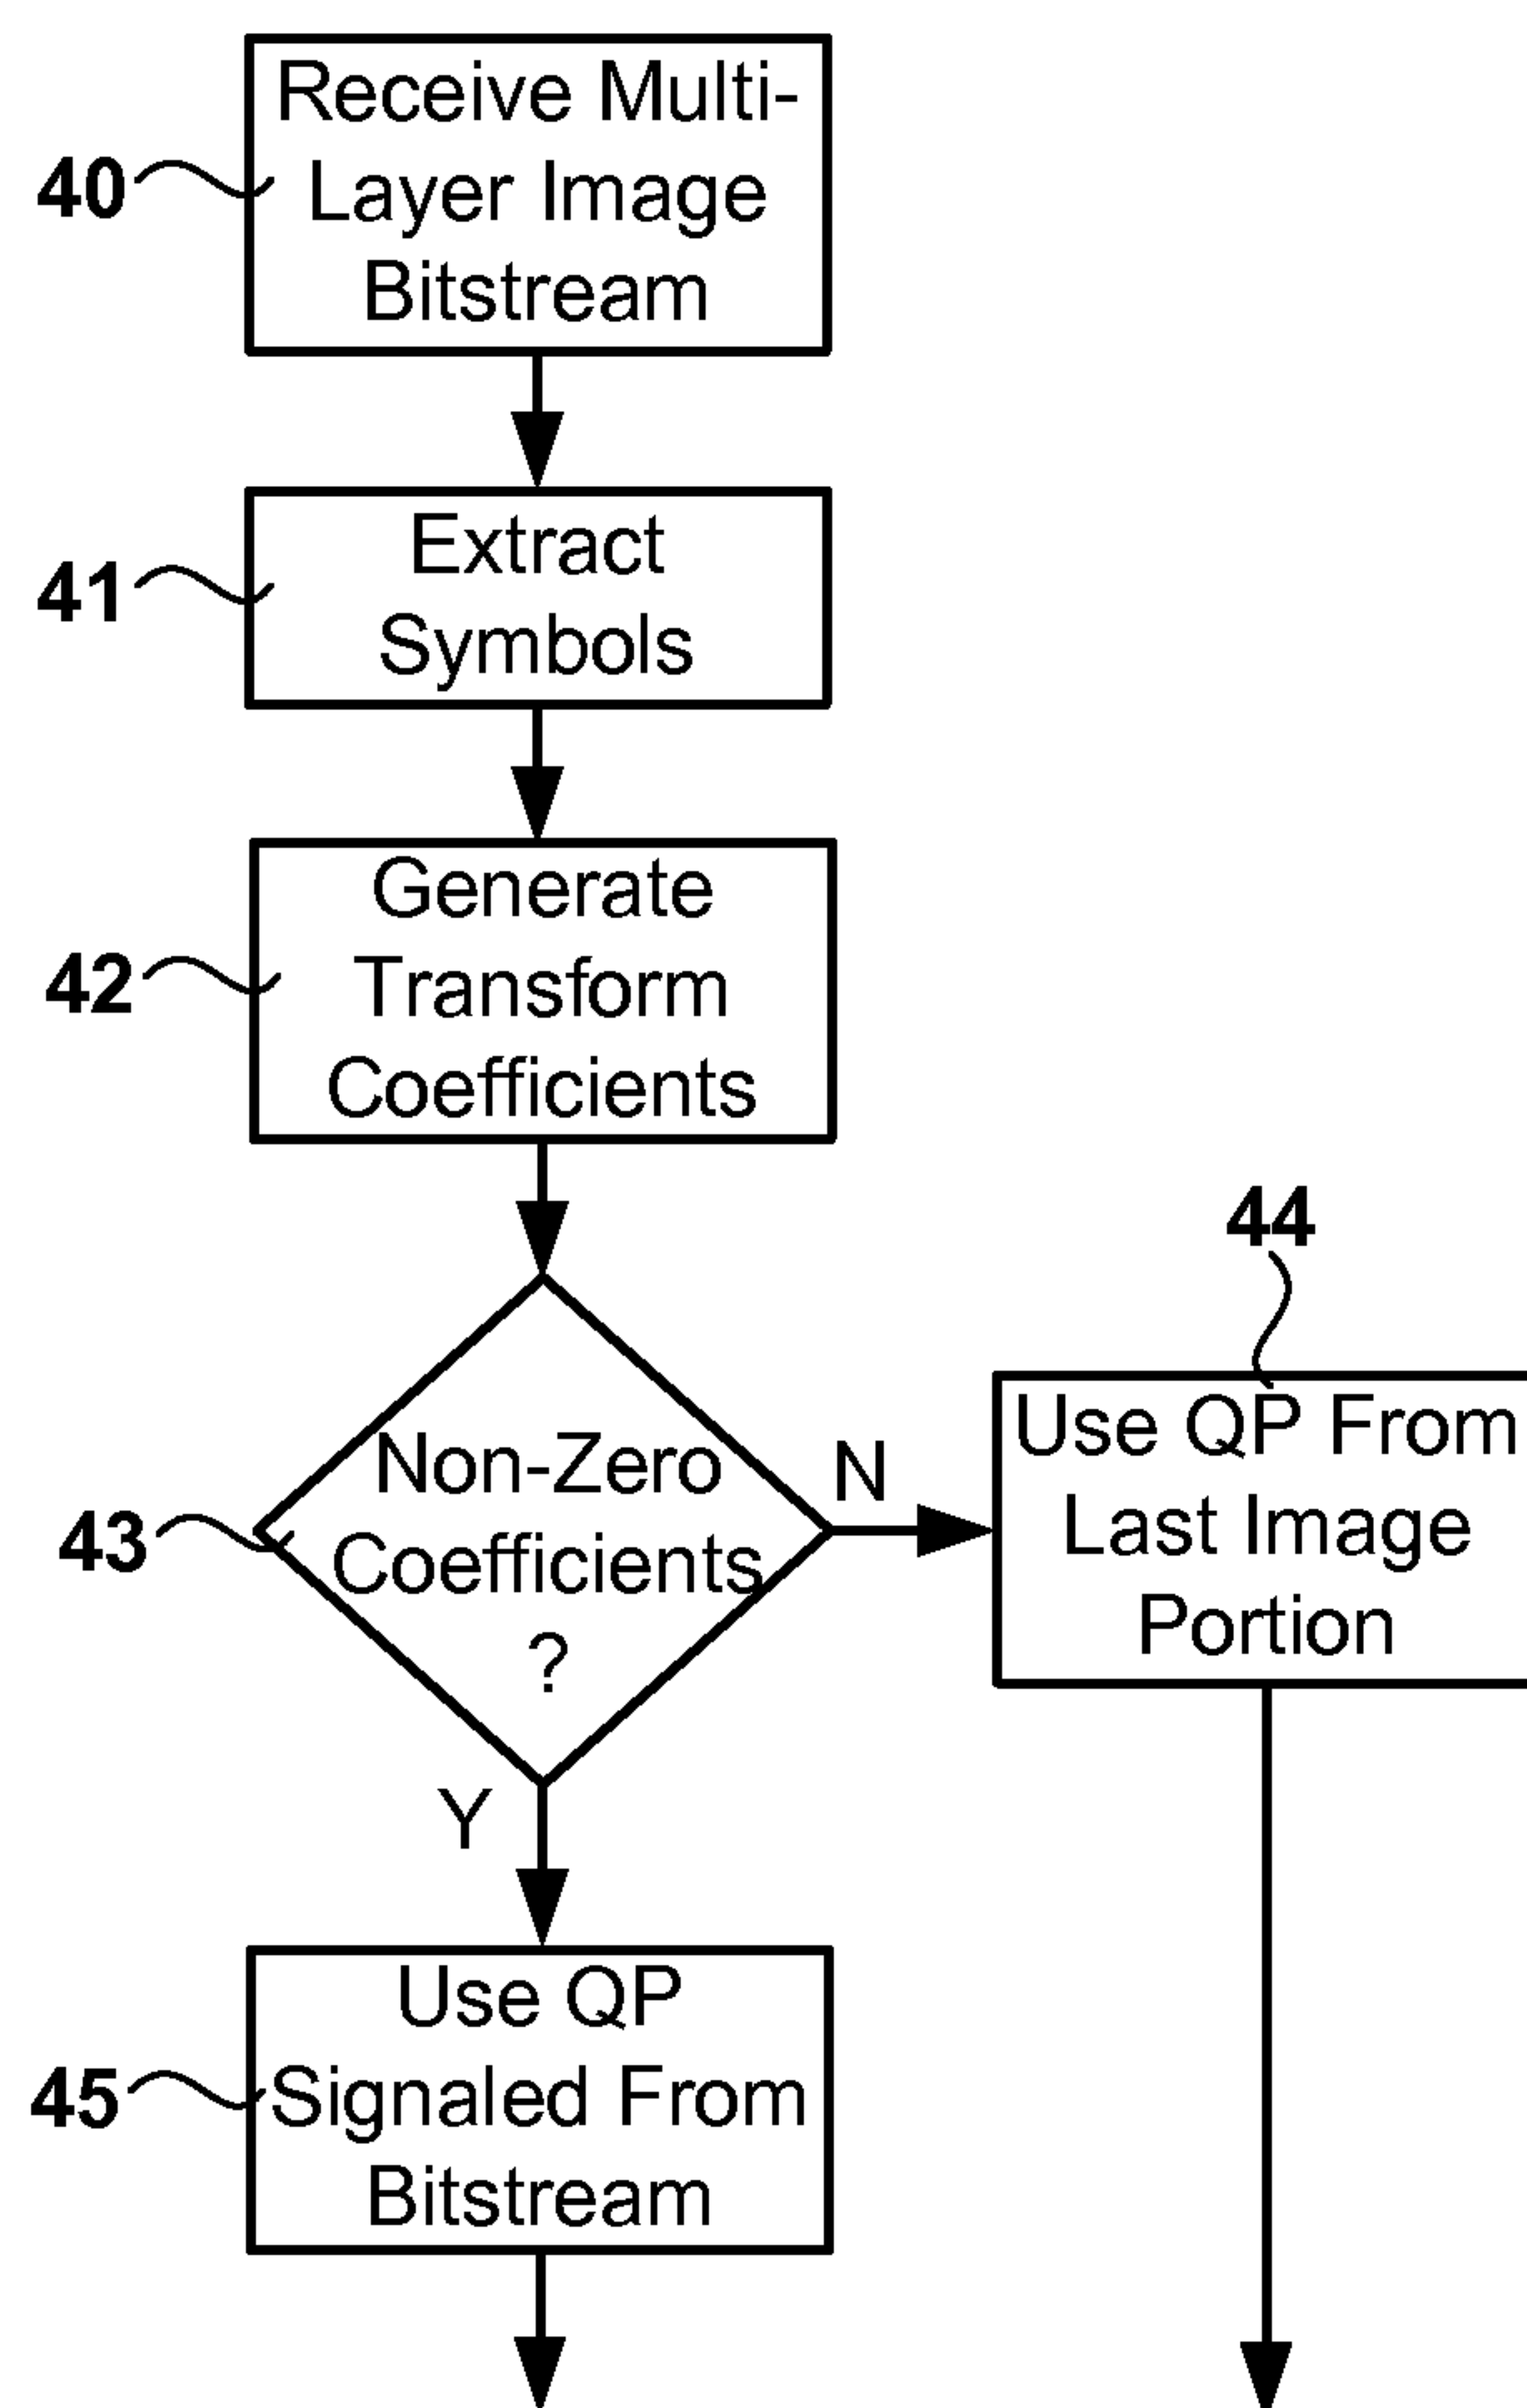 Receive Multi-
Layer Image
Bitstream
40
Extract
Symbols
41
Generate
Transform
Coefficients
42
44
Non-Zero
Coefficients
?
43
N
Use QP From
Last Image
Portion
Y
Use QP
Signaled From
Bitstream
45